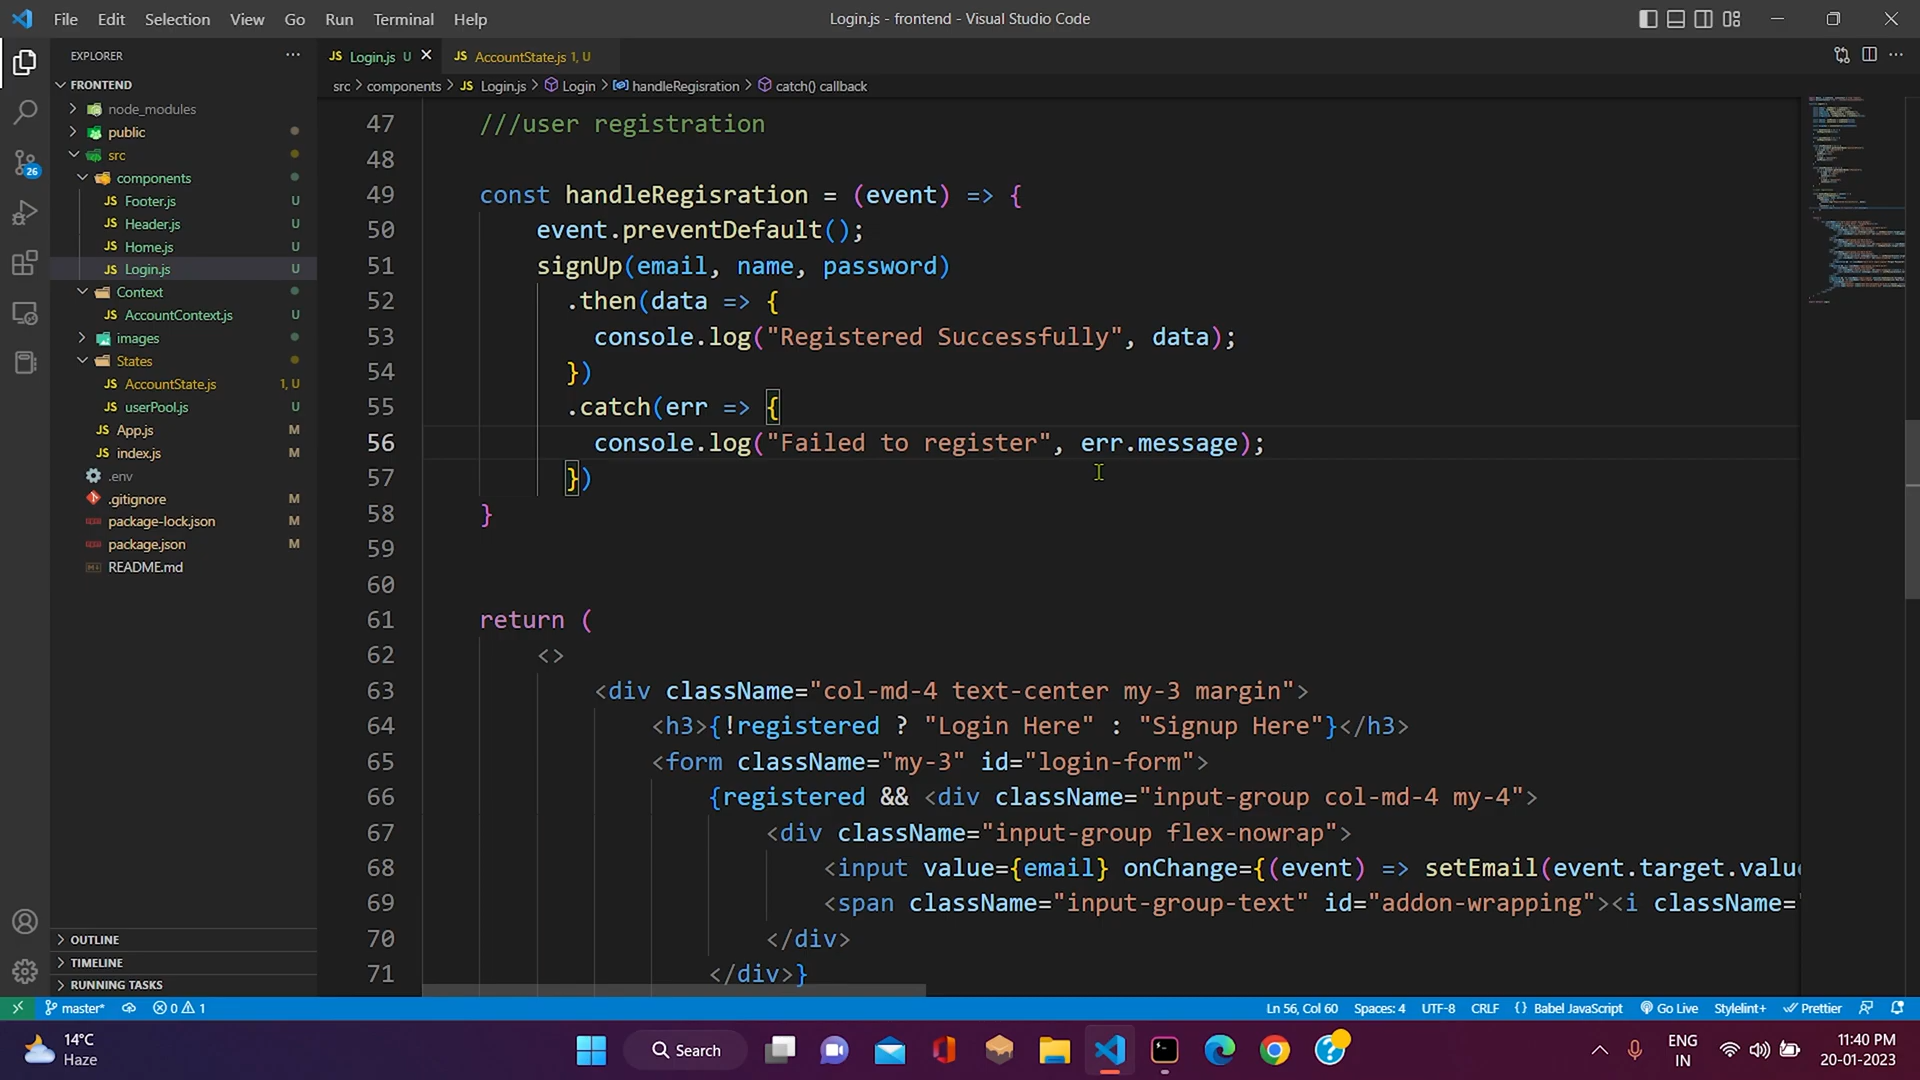 File Edit Selection View Go Run Terminal Help
Login.js - frontend - Visual Studio Code
EXPLORER
FRONTEND
node_modules
public
src
components
Footer.js U
Header.js U
Home.js U
Login.js U
Context
AccountContext.js U
images
States
AccountState.js 1, U
userPool.js U
App.js M
index.js M
.env
.gitignore M
package-lock.json M
package.json M
README.md
OUTLINE
TIMELINE
RUNNING TASKS
26
JS Login.js U
JS AccountState.js 1, U
src > components > JS Login.js > Login > handleRegisration > catch() callback
47 ///user registration
48
49 const handleRegisration = (event) => {
50 event.preventDefault();
51 signUp(email, name, password)
52 .then(data => {
53 console.log("Registered Successfully", data);
54 })
55 .catch(err => {
56 console.log("Failed to register", err.message);
57 })
58 }
59
60
61 return (
62 <>
63 <div className="col-md-4 text-center my-3 margin">
64 <h3>{!registered ? "Login Here" : "Signup Here"}</h3>
65 <form className="my-3" id="login-form">
66 {registered && <div className="input-group col-md-4 my-4">
67 <div className="input-group flex-nowrap">
68 <input value={email} onChange={(event) => setEmail(event.target.value
69 <span className="input-group-text" id="addon-wrapping"><i className="
70 </div>
71 </div>}
master* 0 1
Ln 56, Col 60 Spaces: 4 UTF-8 CRLF {} Babel JavaScript Go Live Stylelint+ Prettier
14°C
Haze
Search
ENG
IN
11:40 PM
20-01-2023